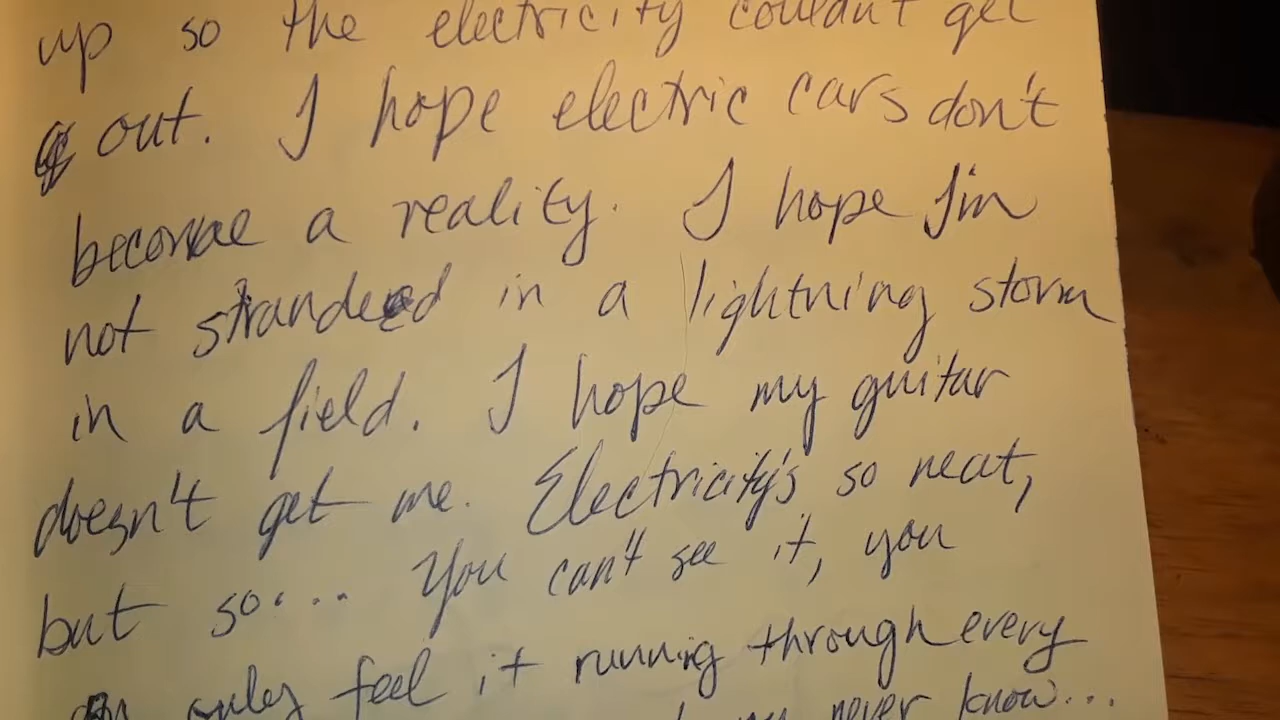 up so the electricity couldn't get
out. I hope electric cars don't
become a reality. I hope I'm
not stranded in a lightning storm
in a field. I hope my guitar
doesn't get me. Electricity's so neat,
but so.... You can't see it, you
only feel it running through every
never know...